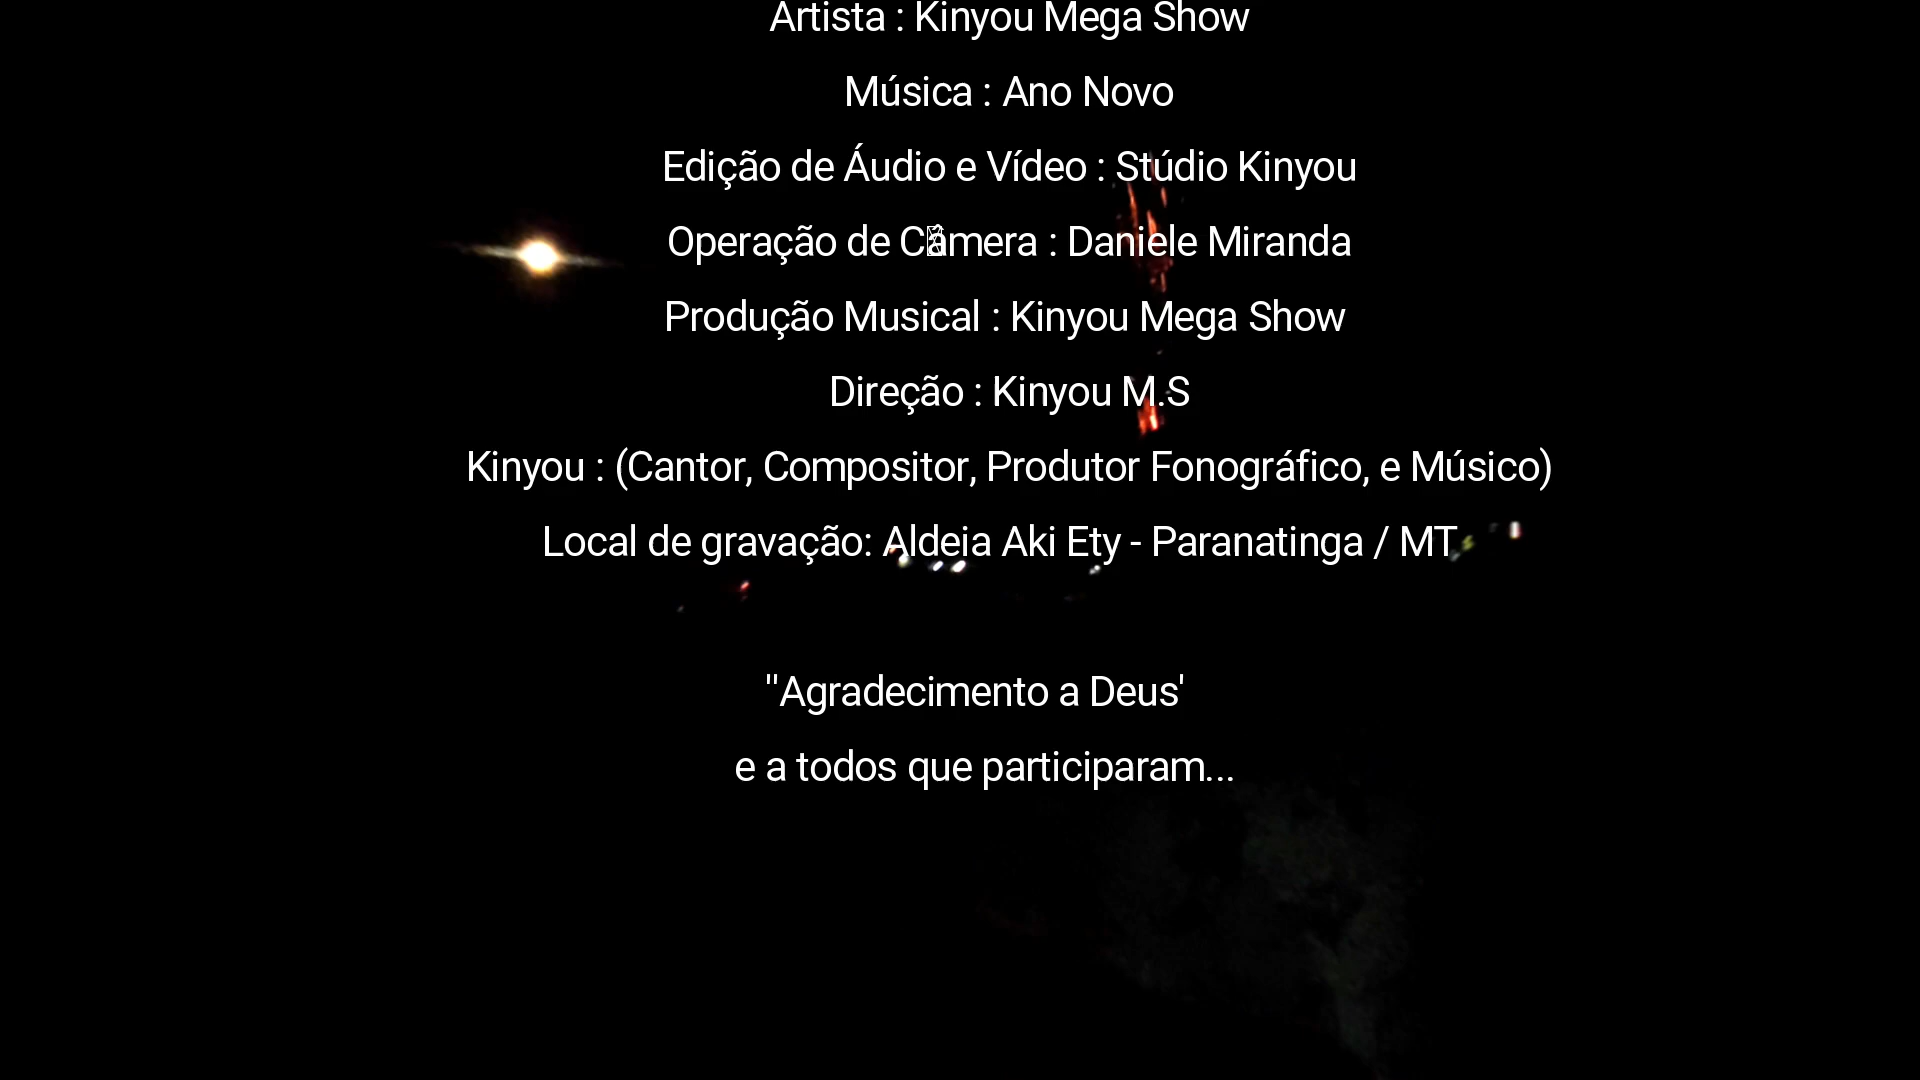 Artista : Kinyou Mega Show
Música : Ano Novo
Edição de Áudio e Vídeo : Stúdio Kinyou
Operação de Câmera : Daniele Miranda
Produção Musical : Kinyou Mega Show
Direção : Kinyou M.S
Kinyou : (Cantor, Compositor, Produtor Fonográfico, e Músico)
Local de gravação: Aldeia Aki Ety - Paranatinga / MT
"Agradecimento a Deus'
e a todos que participaram...